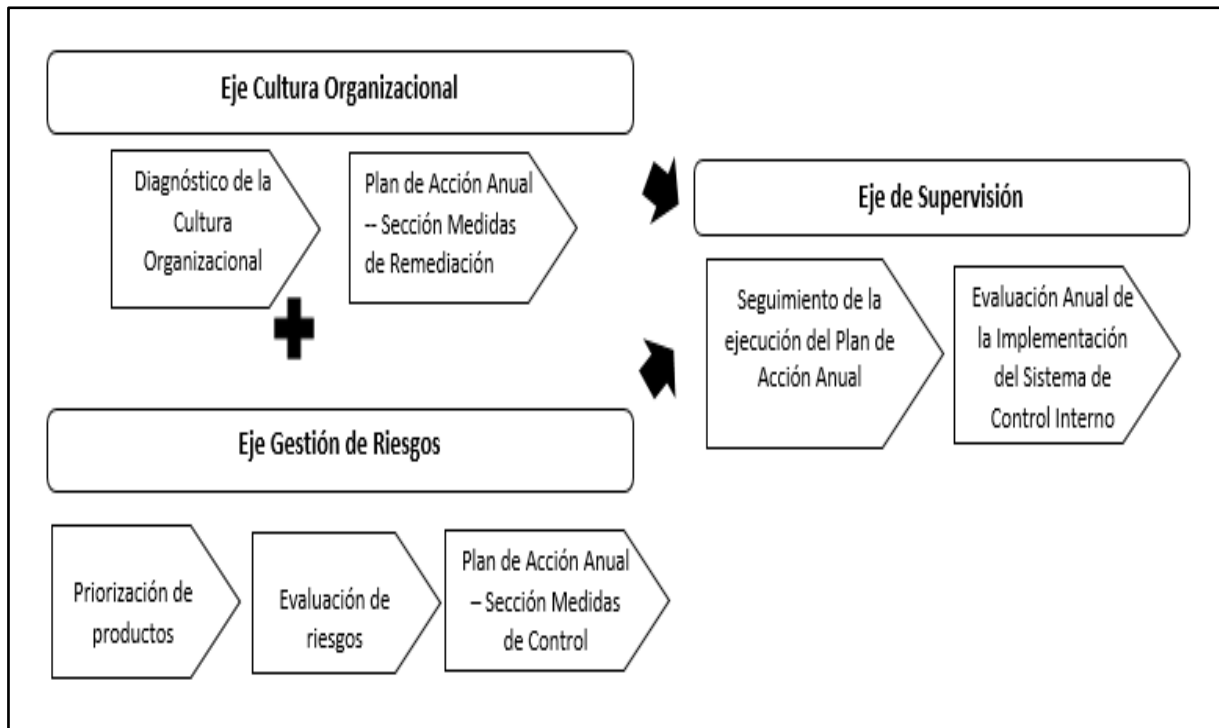 Eje Cultura Organizacional
Diagnóstico de la
Cultura
Organizacional
Plan de Acción Anual
-- Sección Medidas
de Remediación
Eje de Supervisión
Seguimiento de la
ejecución del Plan de
Acción Anual
Evaluación Anual de
la Implementación
del Sistema de
Control Interno
Eje Gestión de Riesgos
Priorización de
productos
Evaluación de
riesgos
Plan de Acción Anual
– Sección Medidas
de Control